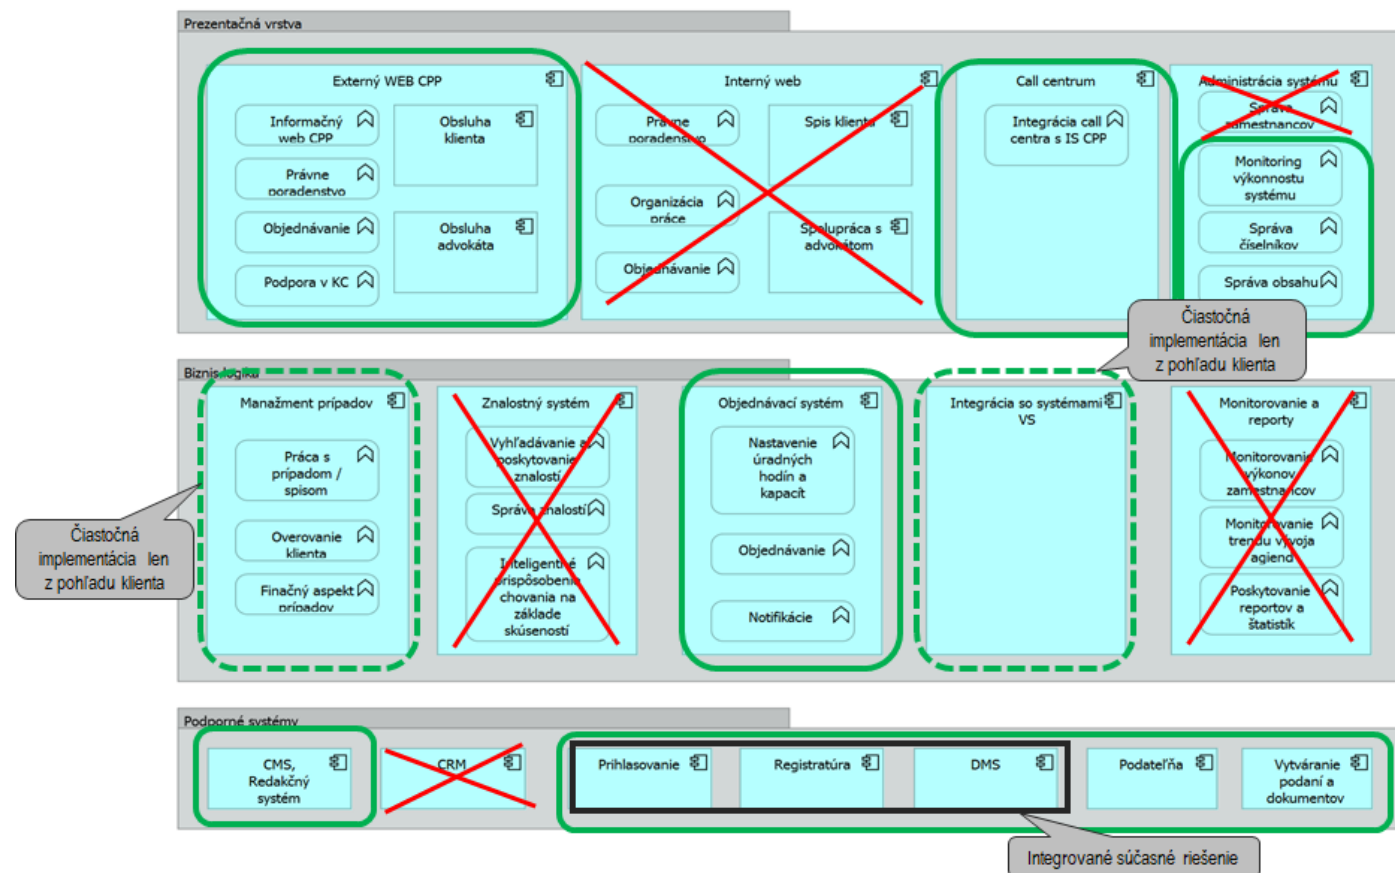 Prezentačná vrstva
Externý WEB CPP
Informačný
web CPP
Právne
poradenstvo
Objednávanie
Podpora v KC
Obsluha
klienta
Obsluha
advokáta
Interný web
Právne
poradenstvo
Organizácia
práce
Objednávanie
Spis klienta
Spolupráca s
advokátom
Call centrum
Integrácia call
centra s IS CPP
Administrácia systému
Správa
zamestnancov
Monitoring
výkonnostu
systému
Správa
číselníkov
Správa obsahu
Čiastočná
implementácia len
z pohľadu klienta
Biznis logika
Manažment prípadov
Práca s
prípadom /
spisom
Overovanie
klienta
Finačný aspekt
prípadov
Čiastočná
implementácia len
z pohľadu klienta
Znalostný systém
Vyhľadávanie a
poskytovanie
znalostí
Správa znalostí
Inteligentné
prispôsobenie
chovania na
základe
skúseností
Objednávací systém
Nastavenie
úradných
hodín a
kapacít
Objednávanie
Notifikácie
Integrácia so systémami
VS
Monitorovanie a
reporty
Monitorovanie
výkonov
zamestnancov
Monitorovanie
trendu vývoja
agiend
Poskytovanie
reportov a
štatistík
Podporné systémy
CMS,
Redakčný
systém
CRM
Prihlasovanie
Registratúra
DMS
Podateľňa
Vytváranie
podaní a
dokumentov
Integrované súčasné riešenie